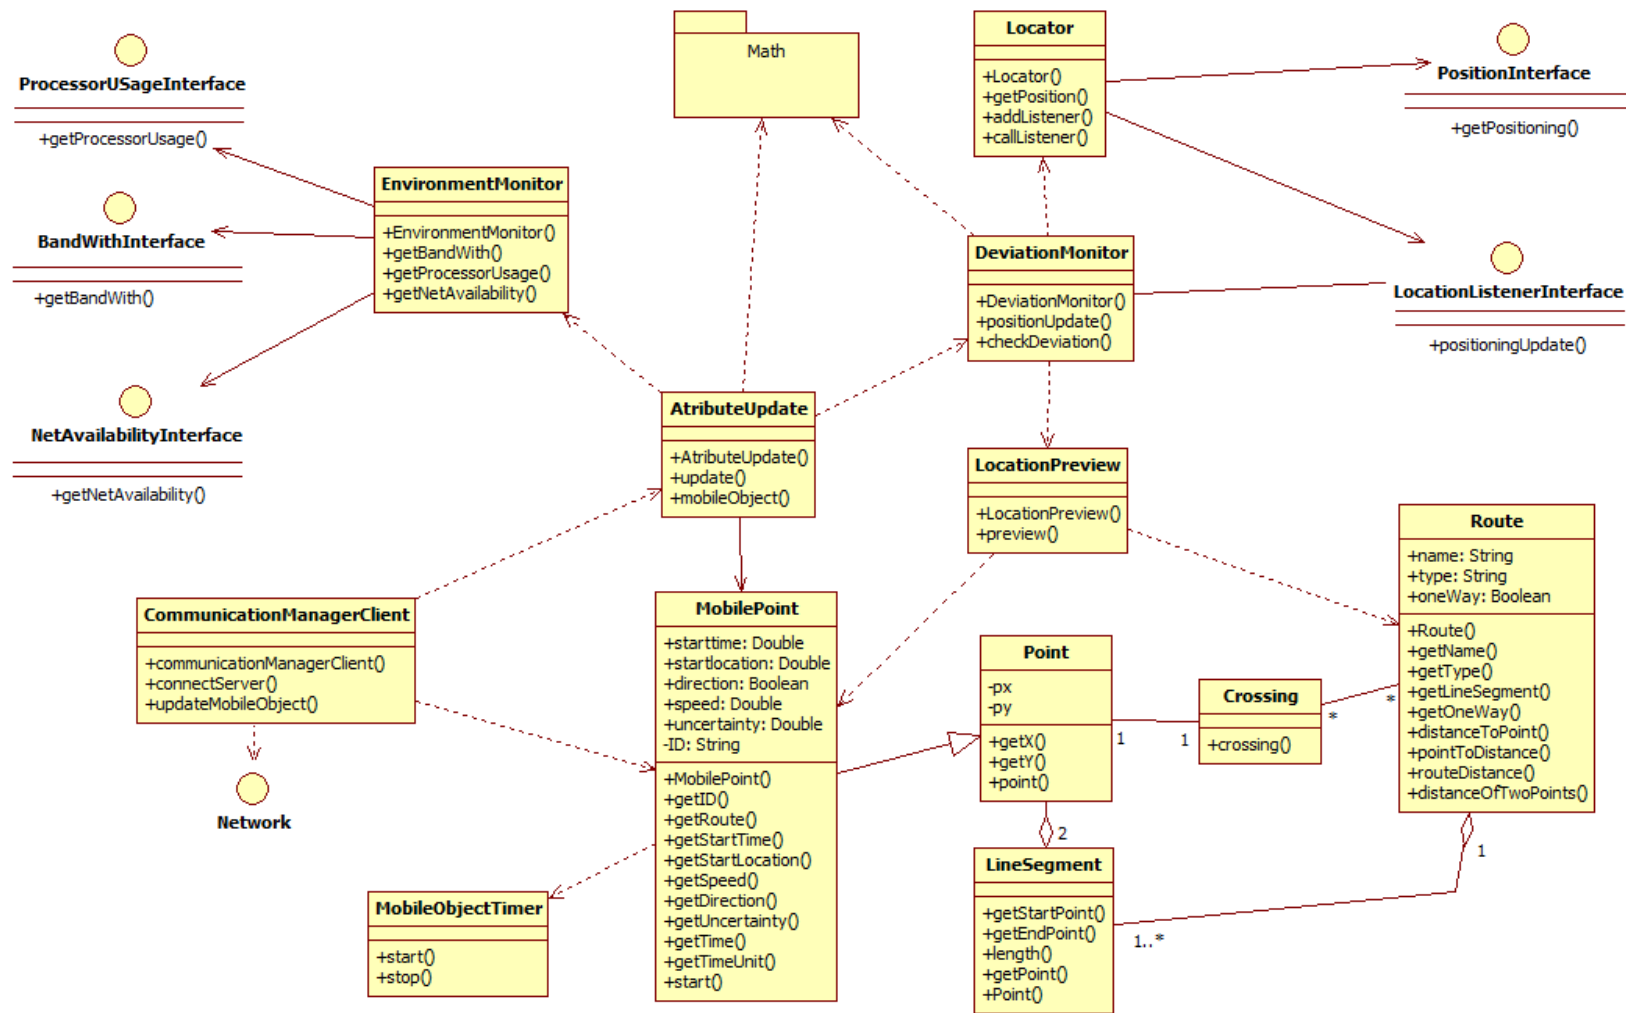 ProcessorUSageInterface
+getProcessorUsage()
BandWithInterface
+getBandWith()
NetAvailabilityInterface
+getNetAvailability()
EnvironmentMonitor
+EnvironmentMonitor()
+getBandWith()
+getProcessorUsage()
+getNetAvailability()
Math
Locator
+Locator()
+getPosition()
+addListener()
+callListener()
PositionInterface
+getPositioning()
DeviationMonitor
+DeviationMonitor()
+positionUpdate()
+checkDeviation()
LocationListenerInterface
+positioningUpdate()
AtributeUpdate
+AtributeUpdate()
+update()
+mobileObject()
LocationPreview
+LocationPreview()
+preview()
Route
+name: String
+type: String
+oneWay: Boolean
+Route()
+getName()
+getType()
+getLineSegment()
+getOneWay()
+distanceToPoint()
+pointToDistance()
+routeDistance()
+distanceOfTwoPoints()
CommunicationManagerClient
+communicationManagerClient()
+connectServer()
+updateMobileObject()
Network
MobilePoint
+starttime: Double
+startlocation: Double
+direction: Boolean
+speed: Double
+uncertainty: Double
-ID: String
+MobilePoint()
+getID()
+getRoute()
+getStartTime()
+getStartLocation()
+getSpeed()
+getDirection()
+getUncertainty()
+getTime()
+getTimeUnit()
+start()
Point
-px
-py
+getX()
+getY()
+point()
1
1
Crossing
+crossing()
*
*
2
LineSegment
+getStartPoint()
+getEndPoint()
+length()
+getPoint()
+Point()
1..*
1
MobileObjectTimer
+start()
+stop()